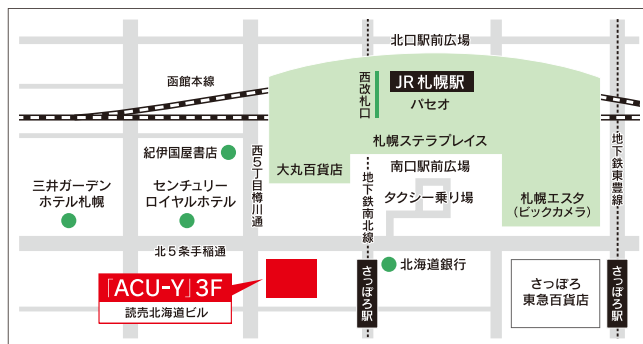 北口駅前広場
函館本線
西改札口
JR 札幌駅
パセオ
札幌ステラプレイス
紀伊国屋書店
西5丁目樽川通
大丸百貨店
南口駅前広場
地下鉄南北線
タクシー乗り場
札幌エスタ
(ビックカメラ)
地下鉄東豊線
三井ガーデン
ホテル札幌
センチュリー
ロイヤルホテル
北5条手稲通
「ACU-Y」3F
読売北海道ビル
さっぽろ駅
北海道銀行
さっぽろ
東急百貨店
さっぽろ駅